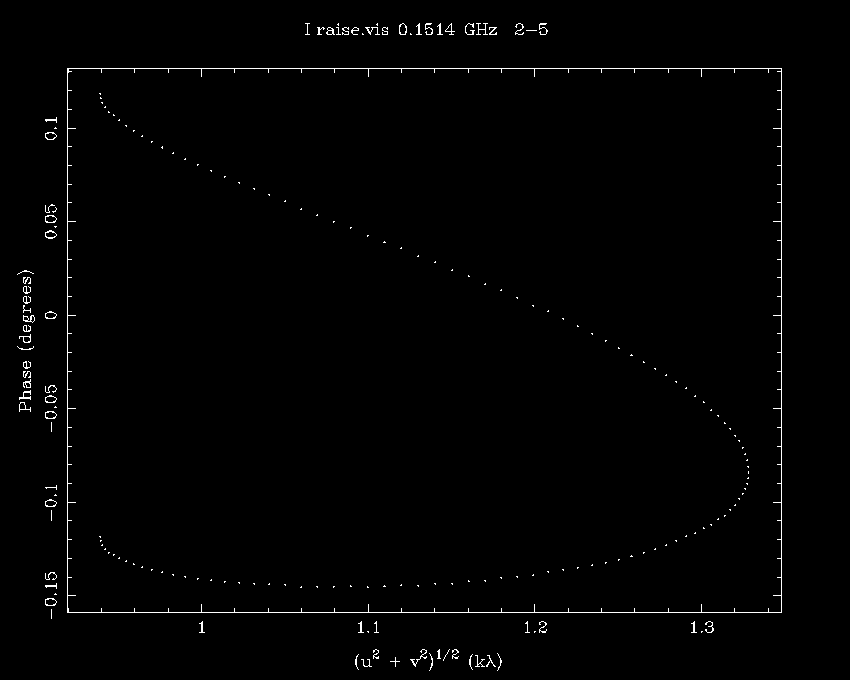 I raise.vis 0.1514 GHz 2−5
0.1
0.05
0
−0.05
−0.1
−0.15
Phase (degrees)
1 1.1 1.2 1.3
(u² + v²)¹/² (kλ)